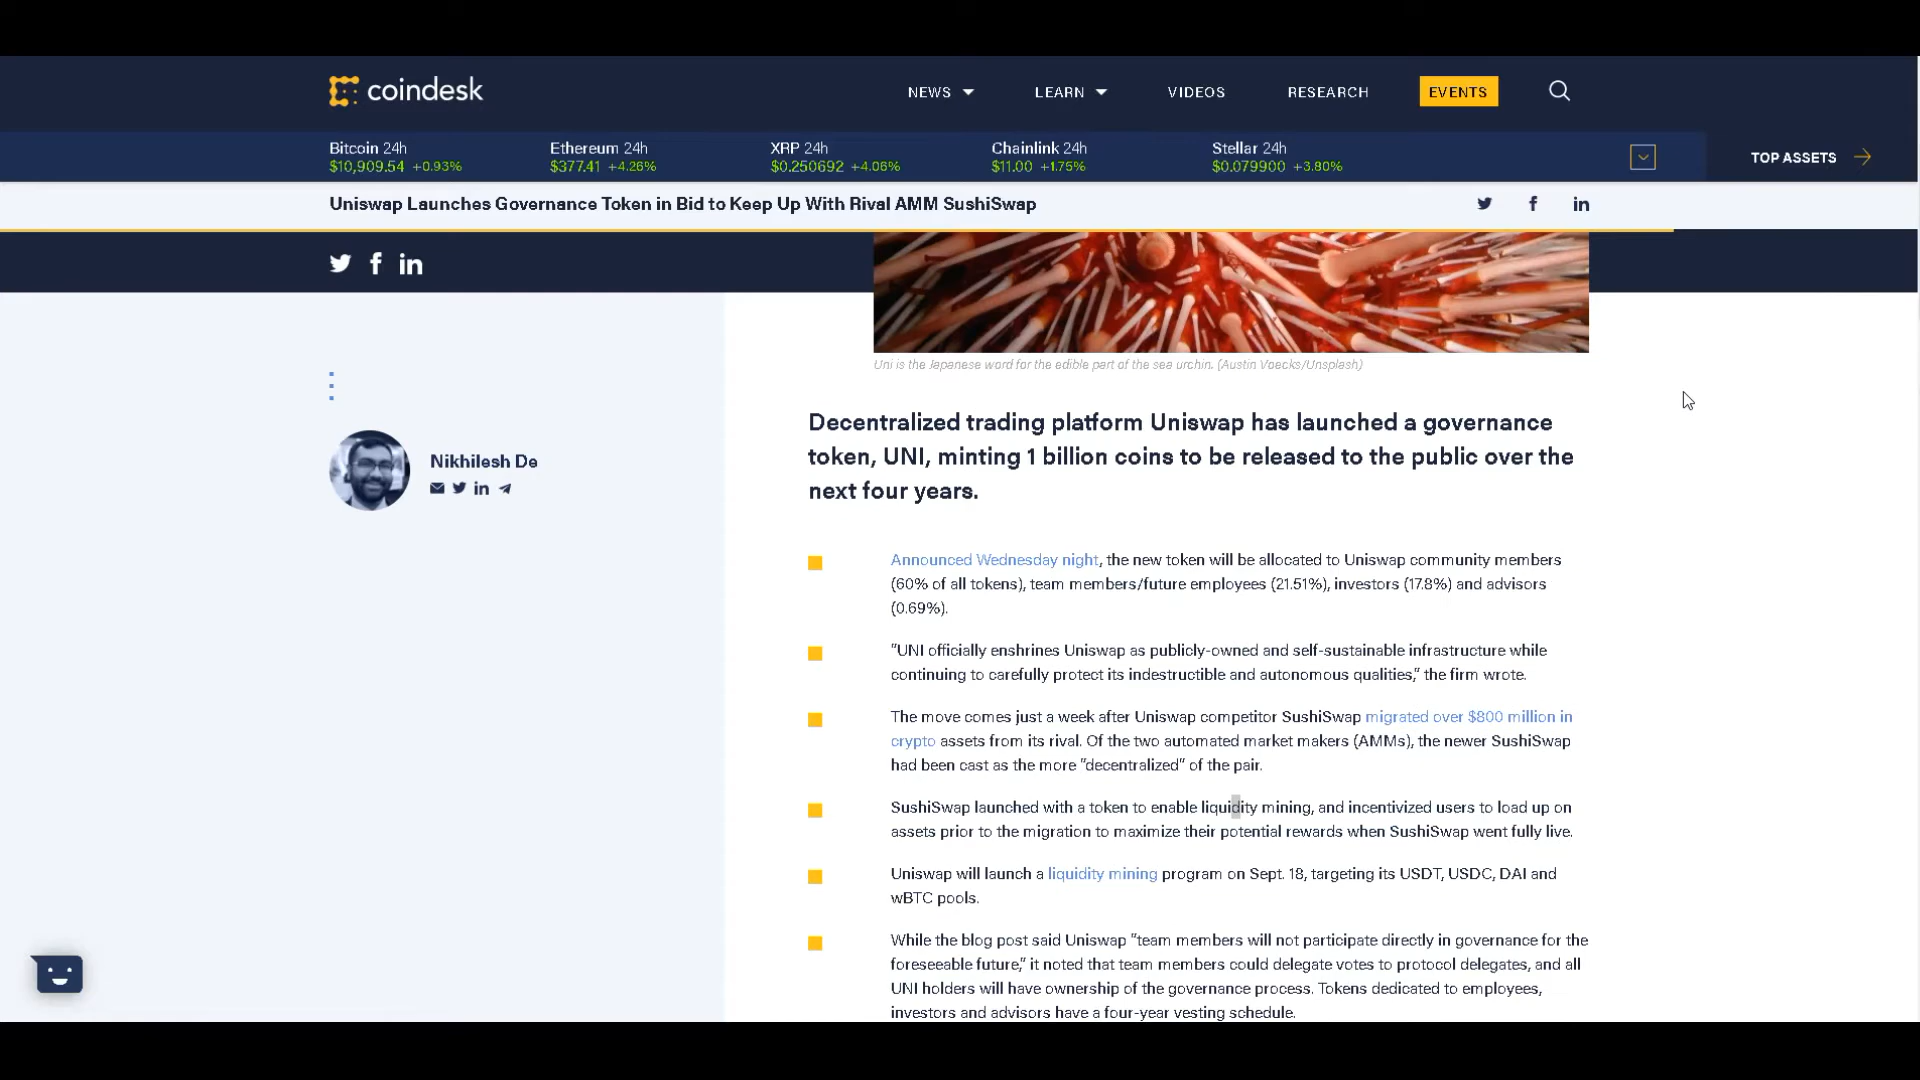 coindesk
NEWS LEARN VIDEOS RESEARCH EVENTS
Bitcoin 24h
$10,909.54 +0.93%
Ethereum 24h
$377.41 +4.26%
XRP 24h
$0.250692 +4.06%
Chainlink 24h
$11.00 +1.75%
Stellar 24h
$0.079900 +3.80%
TOP ASSETS
Uniswap Launches Governance Token in Bid to Keep Up With Rival AMM SushiSwap
Uni is the Japanese word for the edible part of the sea urchin. (Austin Vaecks/Unsplash)
Nikhilesh De
Decentralized trading platform Uniswap has launched a governance
token, UNI, minting 1 billion coins to be released to the public over the
next four years.
Announced Wednesday night, the new token will be allocated to Uniswap community members
(60% of all tokens), team members/future employees (21.51%), investors (17.8%) and advisors
(0.69%).
"UNI officially enshrines Uniswap as publicly-owned and self-sustainable infrastructure while
continuing to carefully protect its indestructible and autonomous qualities," the firm wrote.
The move comes just a week after Uniswap competitor SushiSwap migrated over $800 million in
crypto assets from its rival. Of the two automated market makers (AMMs), the newer SushiSwap
had been cast as the more "decentralized" of the pair.
SushiSwap launched with a token to enable liquidity mining, and incentivized users to load up on
assets prior to the migration to maximize their potential rewards when SushiSwap went fully live.
Uniswap will launch a liquidity mining program on Sept. 18, targeting its USDT, USDC, DAI and
wBTC pools.
While the blog post said Uniswap "team members will not participate directly in governance for the
foreseeable future," it noted that team members could delegate votes to protocol delegates, and all
UNI holders will have ownership of the governance process. Tokens dedicated to employees,
investors and advisors have a four-year vesting schedule.